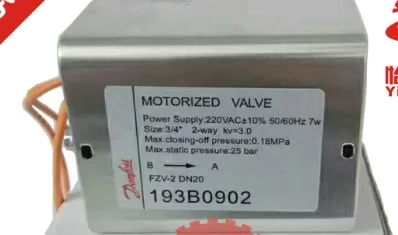 MOTORIZED VALVE
Power Supply:220VAC±10% 50/60Hz 7w
Size:3/4" 2-way kv=3.0
Max.closing-off pressure:0.18MPa
Max.static pressure:25 bar
B → A
FZV-2 DN20
Danfoss
193B0902